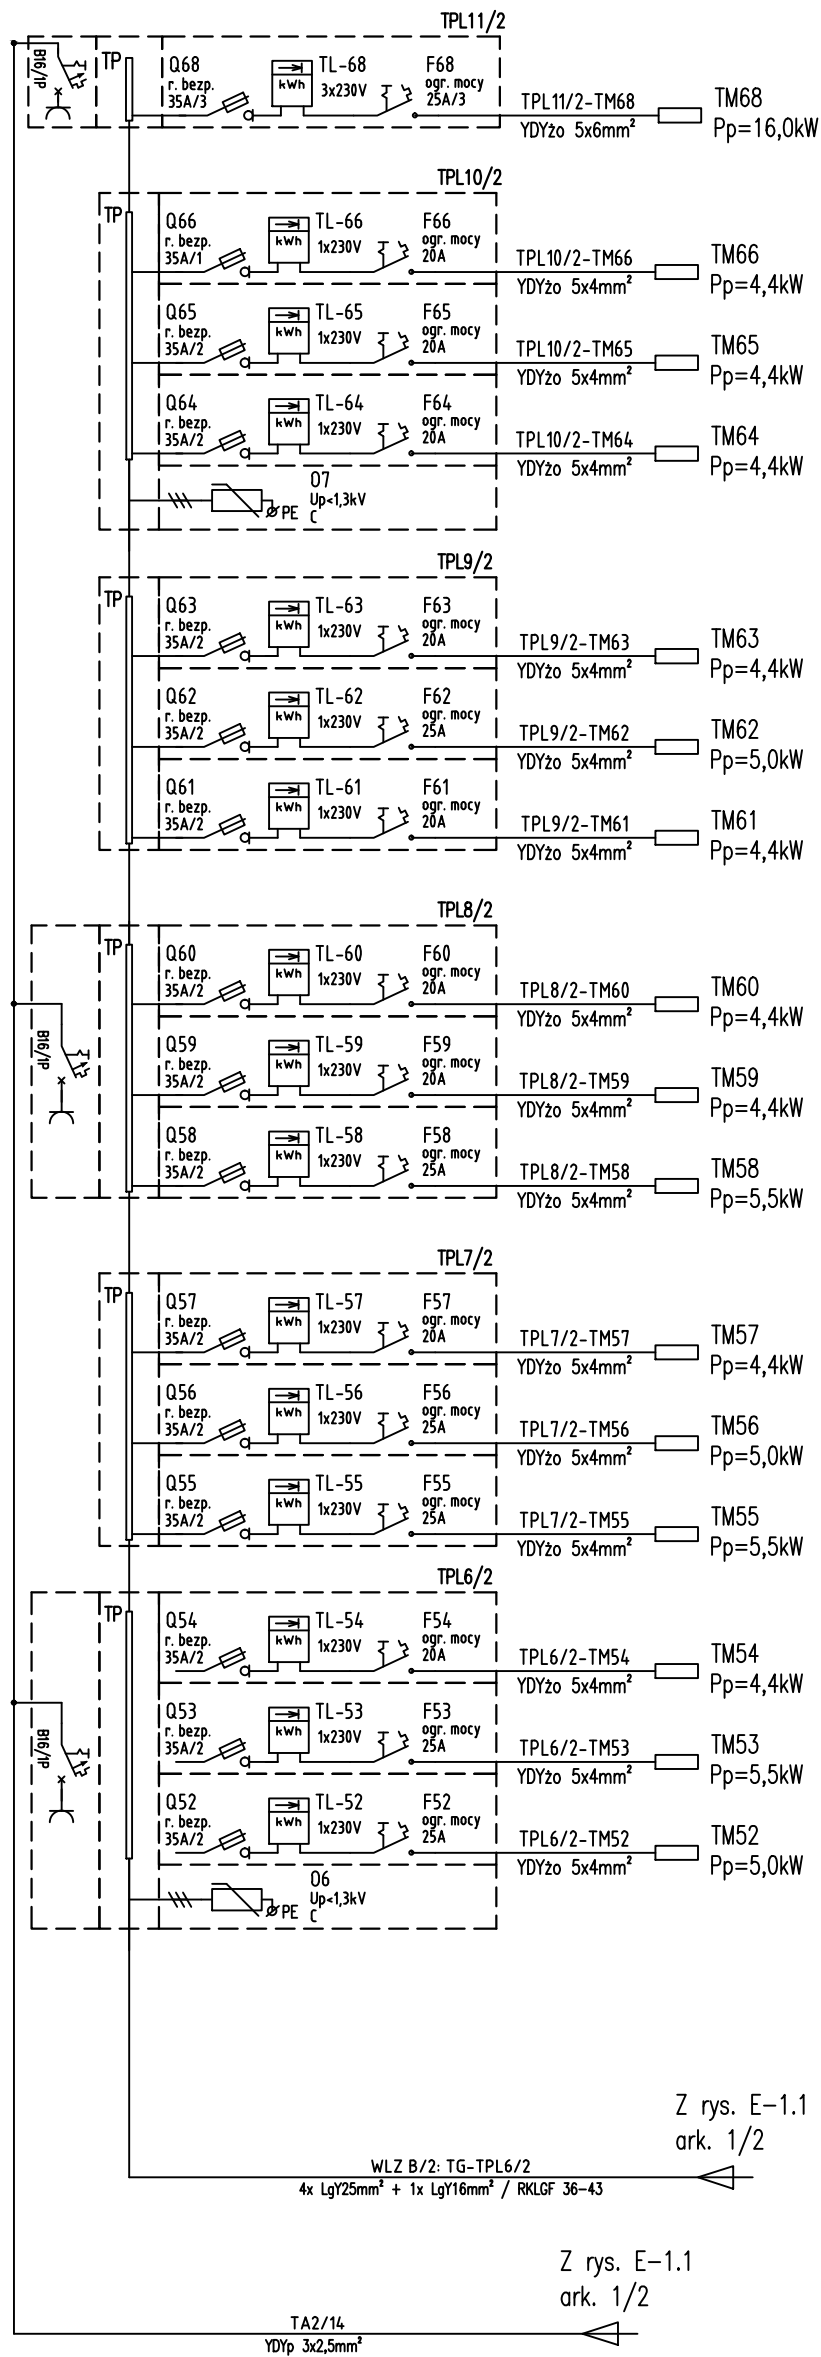 TPL11/2
B16/1P
TP
Q68
r. bezp.
35A/3
kWh
TL-68
3x230V
F68
ogr. mocy
25A/3
TPL11/2-TM68
YDYżo 5x6mm²
TM68
Pp=16,0kW
TPL10/2
TP
Q66
r. bezp.
35A/1
kWh
TL-66
1x230V
F66
ogr. mocy
20A
TPL10/2-TM66
YDYżo 5x4mm²
TM66
Pp=4,4kW
Q65
r. bezp.
35A/2
kWh
TL-65
1x230V
F65
ogr. mocy
20A
TPL10/2-TM65
YDYżo 5x4mm²
TM65
Pp=4,4kW
Q64
r. bezp.
35A/2
kWh
TL-64
1x230V
F64
ogr. mocy
20A
TPL10/2-TM64
YDYżo 5x4mm²
TM64
Pp=4,4kW
O7
Up<1,3kV
C
PE
TPL9/2
TP
Q63
r. bezp.
35A/2
kWh
TL-63
1x230V
F63
ogr. mocy
20A
TPL9/2-TM63
YDYżo 5x4mm²
TM63
Pp=4,4kW
Q62
r. bezp.
35A/2
kWh
TL-62
1x230V
F62
ogr. mocy
25A
TPL9/2-TM62
YDYżo 5x4mm²
TM62
Pp=5,0kW
Q61
r. bezp.
35A/2
kWh
TL-61
1x230V
F61
ogr. mocy
20A
TPL9/2-TM61
YDYżo 5x4mm²
TM61
Pp=4,4kW
TPL8/2
B16/1P
TP
Q60
r. bezp.
35A/2
kWh
TL-60
1x230V
F60
ogr. mocy
20A
TPL8/2-TM60
YDYżo 5x4mm²
TM60
Pp=4,4kW
Q59
r. bezp.
35A/2
kWh
TL-59
1x230V
F59
ogr. mocy
20A
TPL8/2-TM59
YDYżo 5x4mm²
TM59
Pp=4,4kW
Q58
r. bezp.
35A/2
kWh
TL-58
1x230V
F58
ogr. mocy
25A
TPL8/2-TM58
YDYżo 5x4mm²
TM58
Pp=5,5kW
TPL7/2
TP
Q57
r. bezp.
35A/2
kWh
TL-57
1x230V
F57
ogr. mocy
20A
TPL7/2-TM57
YDYżo 5x4mm²
TM57
Pp=4,4kW
Q56
r. bezp.
35A/2
kWh
TL-56
1x230V
F56
ogr. mocy
25A
TPL7/2-TM56
YDYżo 5x4mm²
TM56
Pp=5,0kW
Q55
r. bezp.
35A/2
kWh
TL-55
1x230V
F55
ogr. mocy
25A
TPL7/2-TM55
YDYżo 5x4mm²
TM55
Pp=5,5kW
TPL6/2
B16/1P
TP
Q54
r. bezp.
35A/2
kWh
TL-54
1x230V
F54
ogr. mocy
20A
TPL6/2-TM54
YDYżo 5x4mm²
TM54
Pp=4,4kW
Q53
r. bezp.
35A/2
kWh
TL-53
1x230V
F53
ogr. mocy
25A
TPL6/2-TM53
YDYżo 5x4mm²
TM53
Pp=5,5kW
Q52
r. bezp.
35A/2
kWh
TL-52
1x230V
F52
ogr. mocy
25A
TPL6/2-TM52
YDYżo 5x4mm²
TM52
Pp=5,0kW
O6
Up<1,3kV
C
PE
Z rys. E-1.1
ark. 1/2
WLZ B/2: TG-TPL6/2
4x LgY25mm² + 1x LgY16mm² / RKLGF 36-43
Z rys. E-1.1
ark. 1/2
TA2/14
YDYp 3x2,5mm²